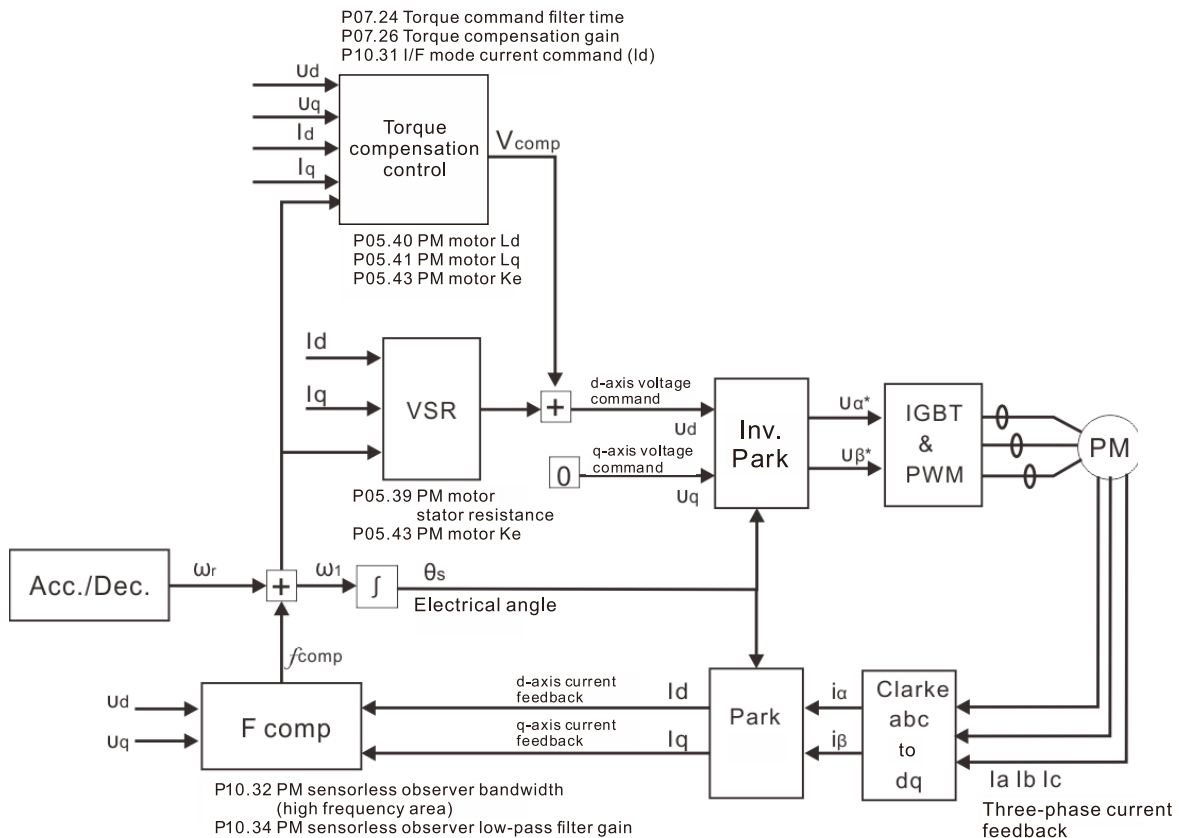 P07.24 Torque command filter time
P07.26 Torque compensation gain
P10.31 I/F mode current command (Id)
ud
uq
Id
Iq
Torque
compensation
control
Vcomp
P05.40 PM motor Ld
P05.41 PM motor Lq
P05.43 PM motor Ke
Id
Iq
VSR
+
d-axis voltage
command
ud
0
q-axis voltage
command
uq
Inv.
Park
uα*
uβ*
IGBT
&
PWM
PM
P05.39 PM motor
stator resistance
P05.43 PM motor Ke
Acc./Dec.
ωr
+
ω1
∫
θs
Electrical angle
fcomp
ud
uq
F comp
d-axis current
feedback
q-axis current
feedback
Id
Iq
Park
iα
iβ
Clarke
abc
to
dq
Ia Ib Ic
Three-phase current
feedback
P10.32 PM sensorless observer bandwidth
(high frequency area)
P10.34 PM sensorless observer low-pass filter gain